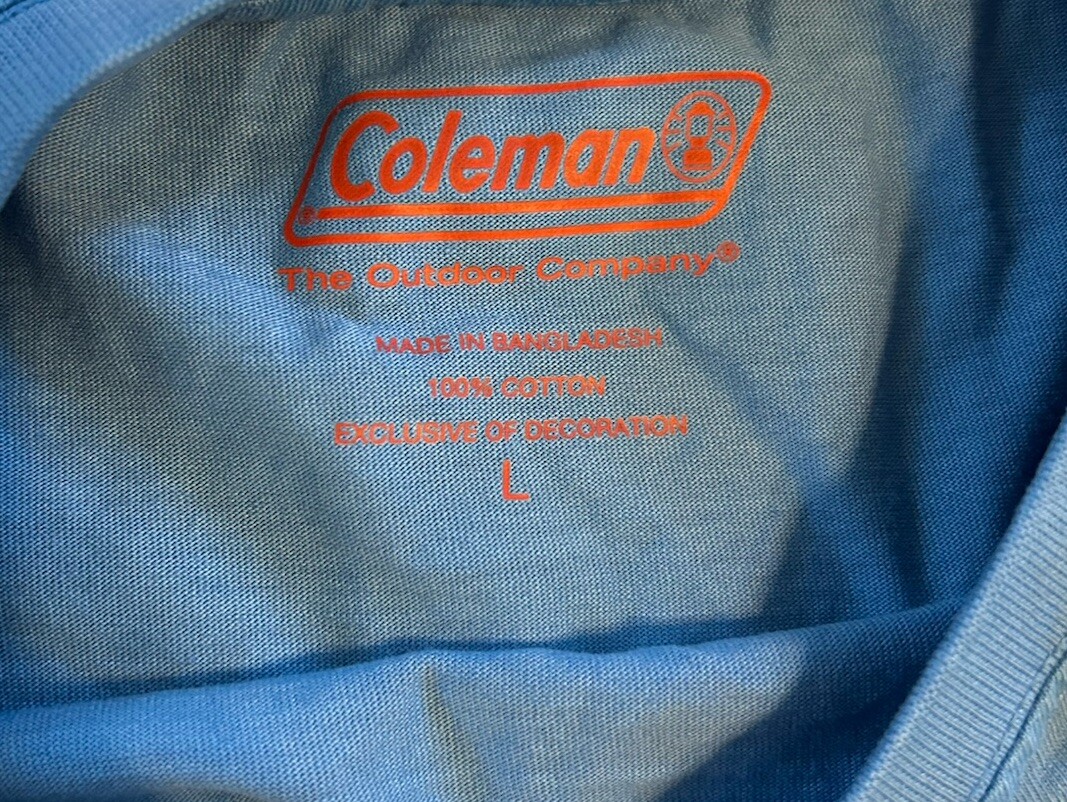 Coleman
®
The Outdoor Company®
MADE IN BANGLADESH
100% COTTON
EXCLUSIVE OF DECORATION
L